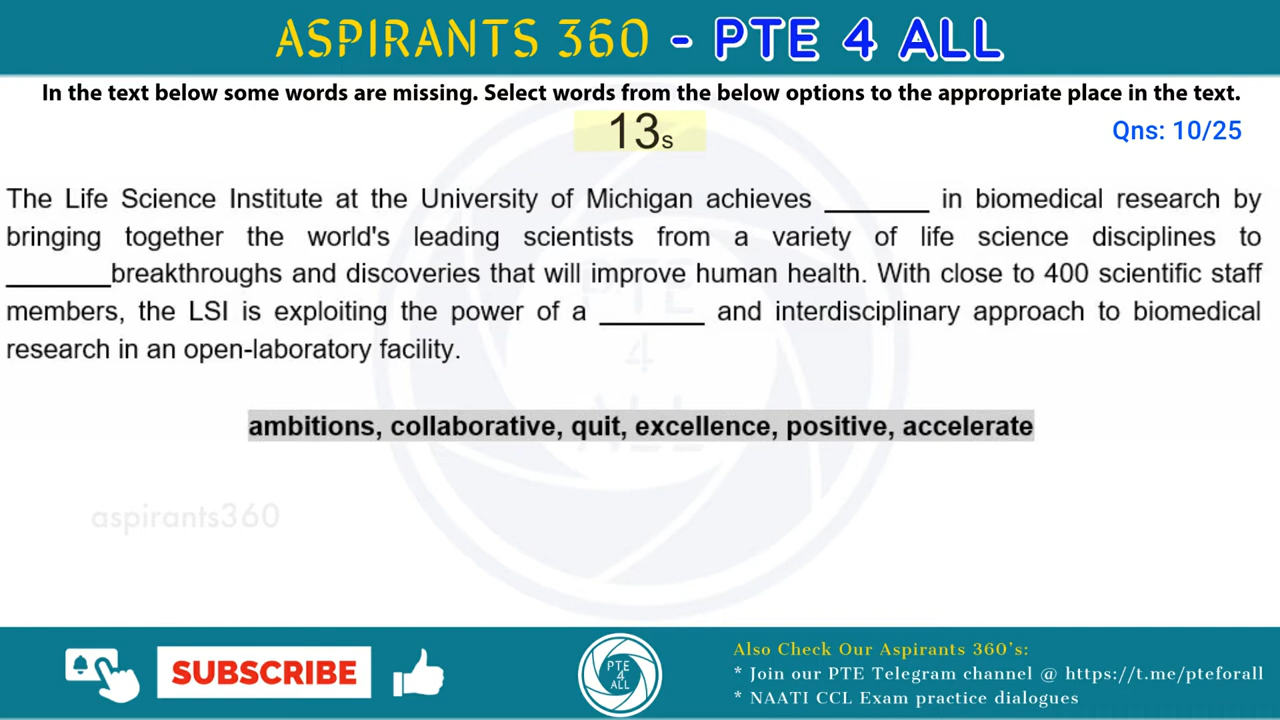 ASPIRANTS 360 - PTE 4 ALL
In the text below some words are missing. Select words from the below options to the appropriate place in the text.
13s
Qns: 10/25
The Life Science Institute at the University of Michigan achieves _______ in biomedical research by
bringing together the world's leading scientists from a variety of life science disciplines to
_______breakthroughs and discoveries that will improve human health. With close to 400 scientific staff
members, the LSI is exploiting the power of a _______ and interdisciplinary approach to biomedical
research in an open-laboratory facility.
PTE
4
ALL
ambitions, collaborative, quit, excellence, positive, accelerate
aspirants360
SUBSCRIBE
PTE
4
ALL
Also Check Our Aspirants 360's:
* Join our PTE Telegram channel @ https://t.me/pteforall
* NAATI CCL Exam practice dialogues